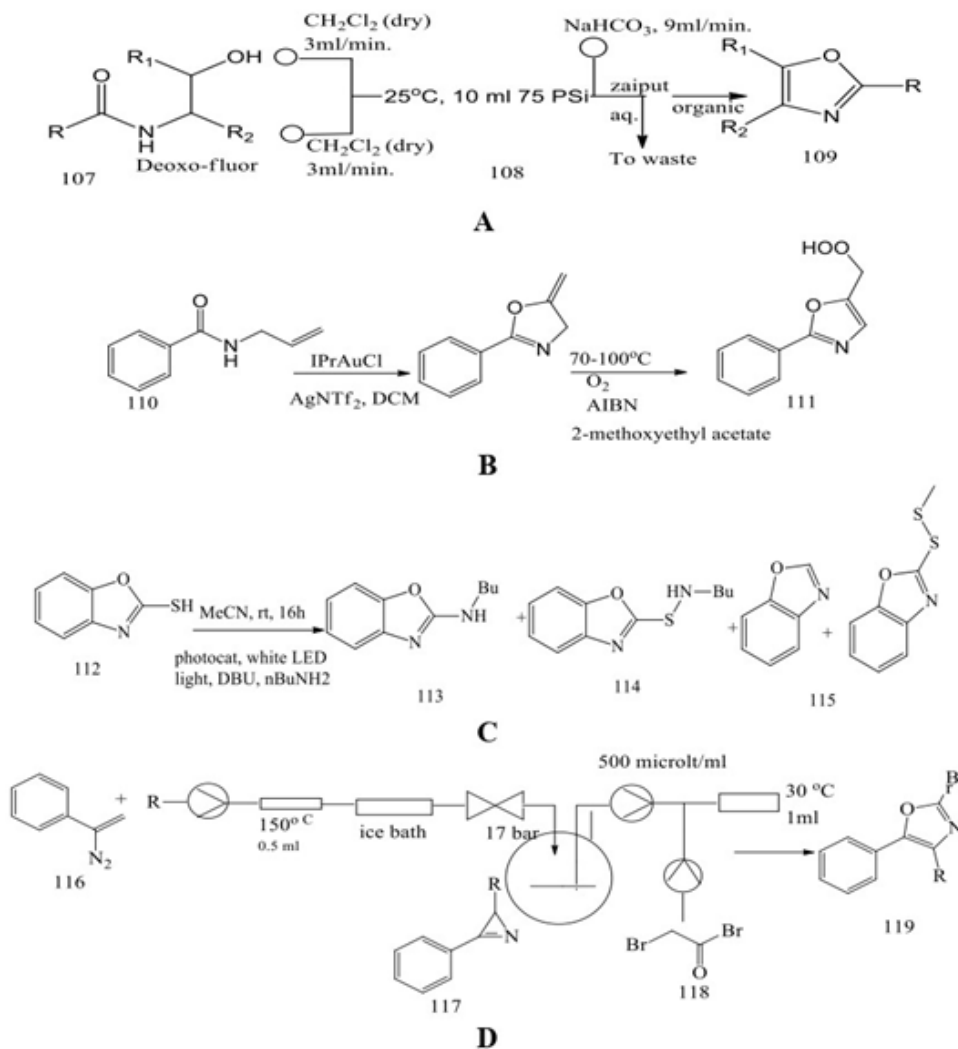 CH2Cl2 (dry)
3ml/min.
NaHCO3, 9ml/min.
R1
OH
O
R
N
H
R2
Deoxo-fluor
107
25°C, 10 ml 75 PSi
zaiput
aq.
organic
To waste
CH2Cl2 (dry)
3ml/min.
108
R1
O
R
R2
N
109
A
O
N
H
110
IPrAuCl
AgNTf2, DCM
O
N
70-100°C
O2
AIBN
2-methoxyethyl acetate
HOO
O
N
111
B
O
SH
N
112
MeCN, rt, 16h
photocat, white LED
light, DBU, nBuNH2
O
Bu
NH
N
113
+
O
HN—Bu
S
N
114
+
O
N
+
S
S
O
N
115
C
N2
116
+
R
150° C
0.5 ml
ice bath
17 bar
500 microlt/ml
30 °C
1ml
R
N
117
Br
Br
O
118
O
N
R
119
D